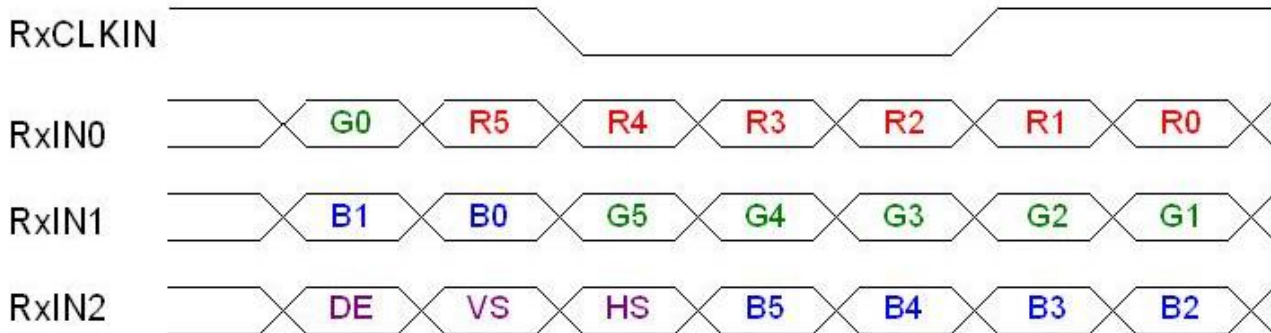 RxCLKIN
RxIN0 G0 R5 R4 R3 R2 R1 R0
RxIN1 B1 B0 G5 G4 G3 G2 G1
RxIN2 DE VS HS B5 B4 B3 B2